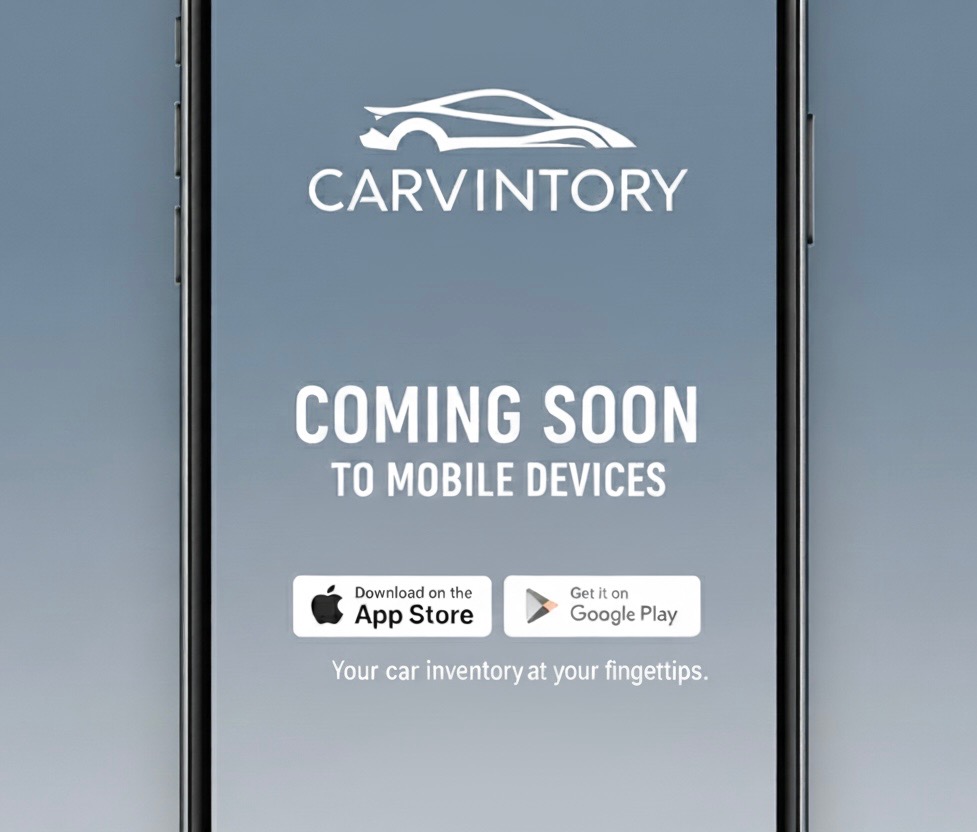 CARVINTORY
COMING SOON
TO MOBILE DEVICES
Download on the
App Store
Get it on
Google Play
Your car inventory at your fingettips.